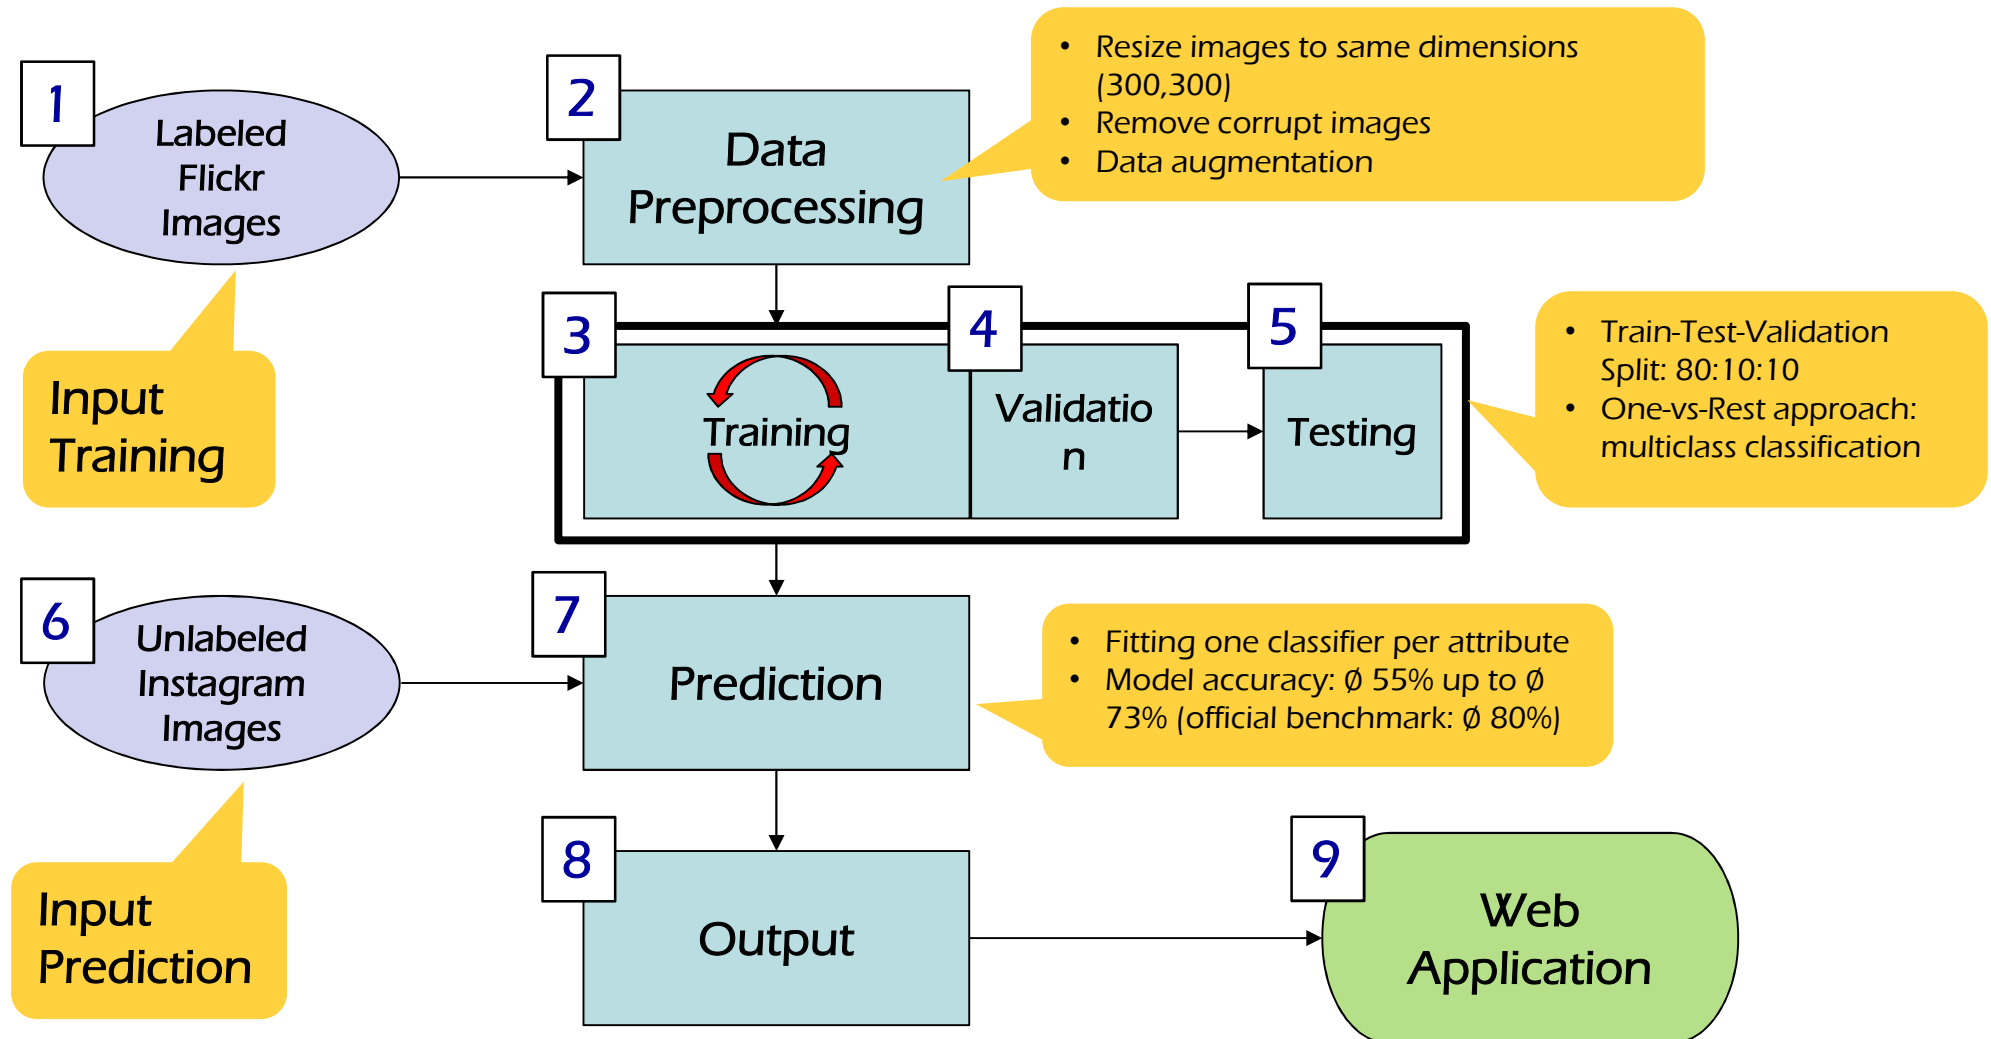 1
Labeled
Flickr
Images
Input
Training
2
Data
Preprocessing
• Resize images to same dimensions
(300,300)
• Remove corrupt images
• Data augmentation
3
Training
4
Validatio
n
5
Testing
• Train-Test-Validation
Split: 80:10:10
• One-vs-Rest approach:
multiclass classification
6
Unlabeled
Instagram
Images
Input
Prediction
7
Prediction
• Fitting one classifier per attribute
• Model accuracy: Ø 55% up to Ø
73% (official benchmark: Ø 80%)
8
Output
9
Web
Application